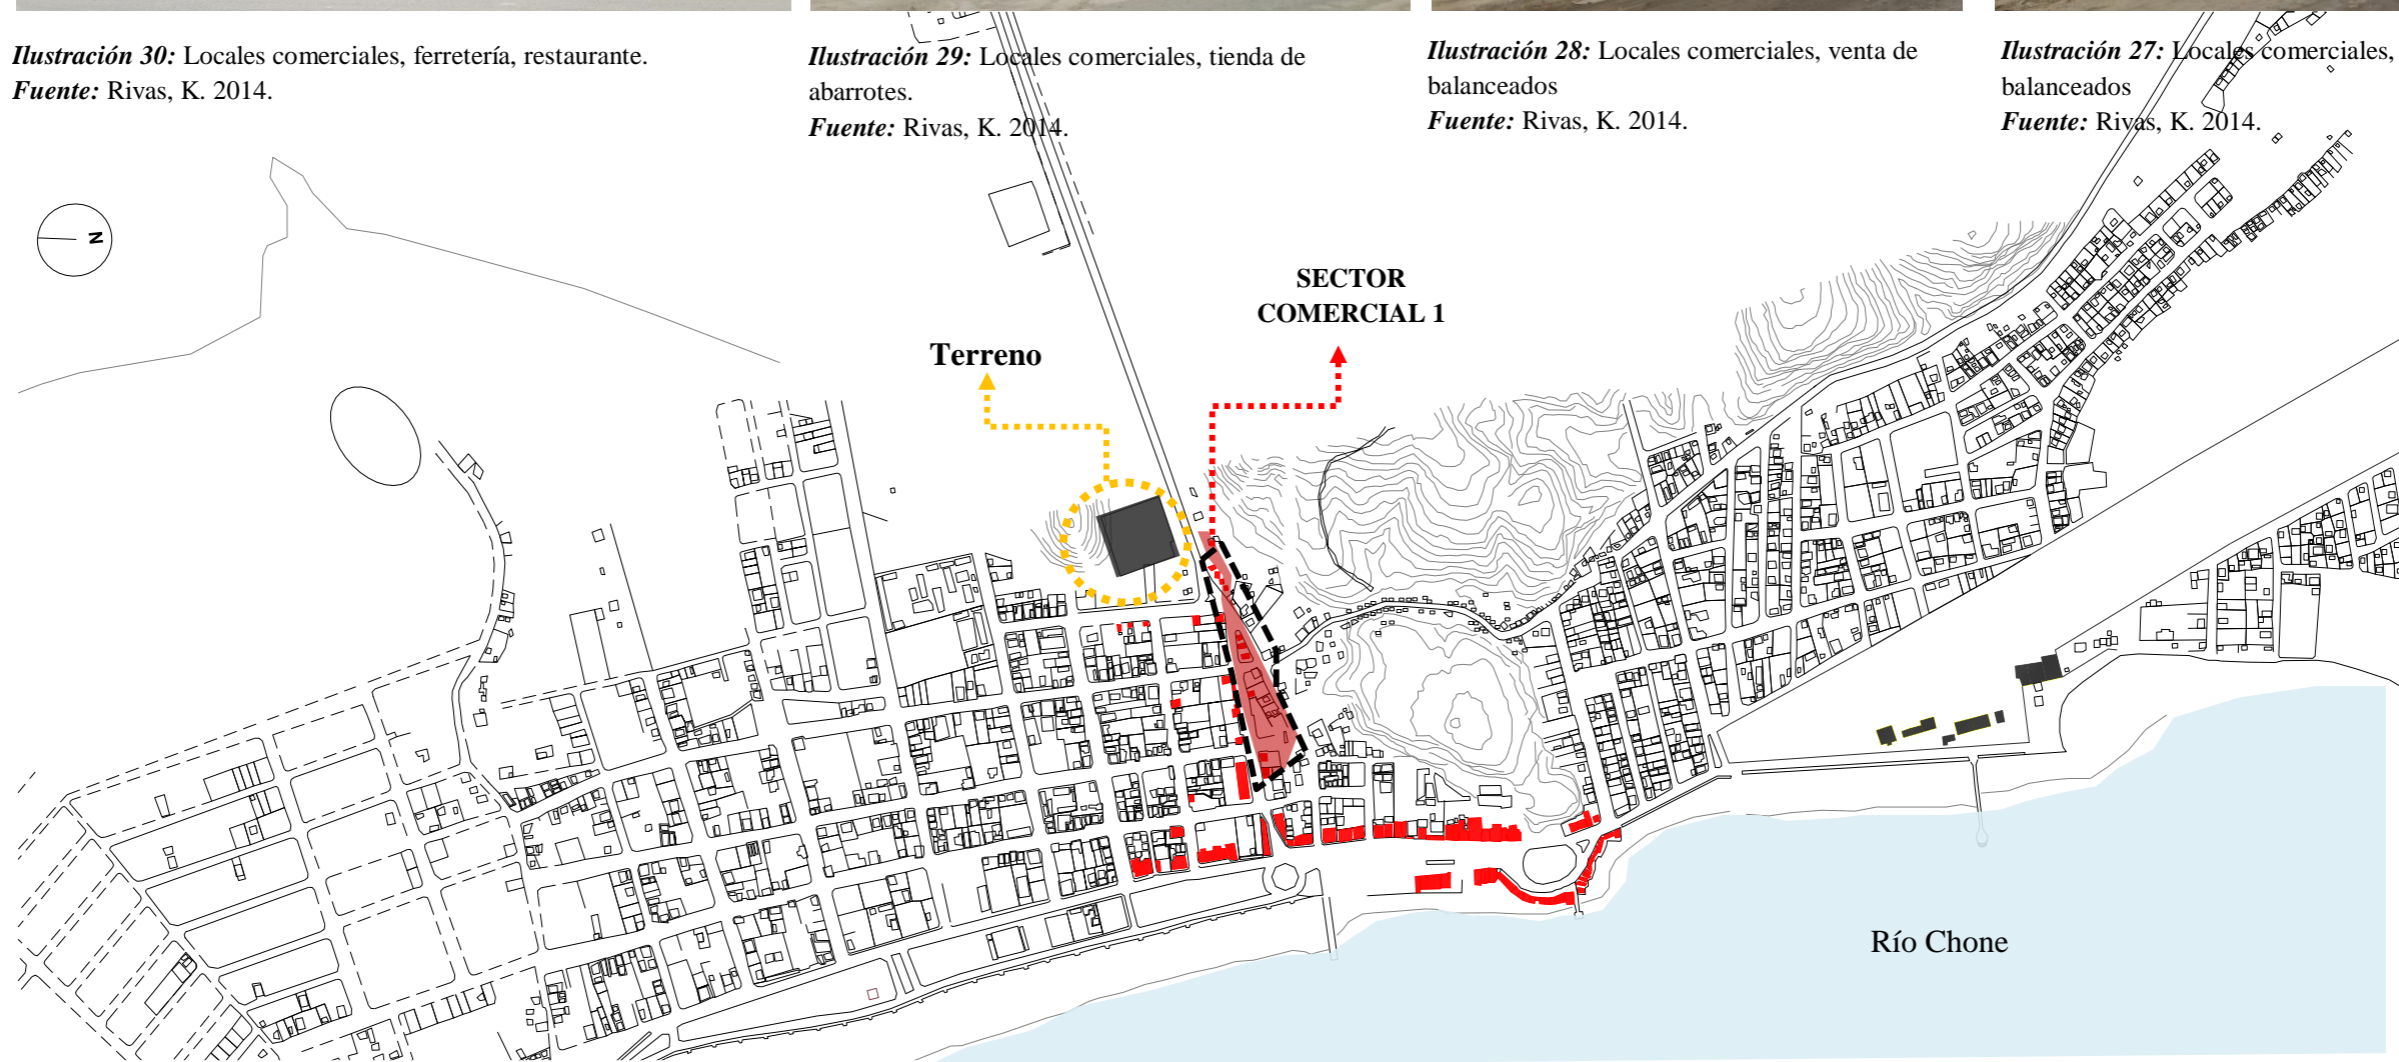 Ilustración 30: Locales comerciales, ferretería, restaurante.
Fuente: Rivas, K. 2014.
Ilustración 29: Locales comerciales, tienda de
abarrotes.
Fuente: Rivas, K. 2014.
Ilustración 28: Locales comerciales, venta de
balanceados
Fuente: Rivas, K. 2014.
Ilustración 27: Locales comerciales,
balanceados
Fuente: Rivas, K. 2014.
N
SECTOR
COMERCIAL 1
Terreno
Río Chone